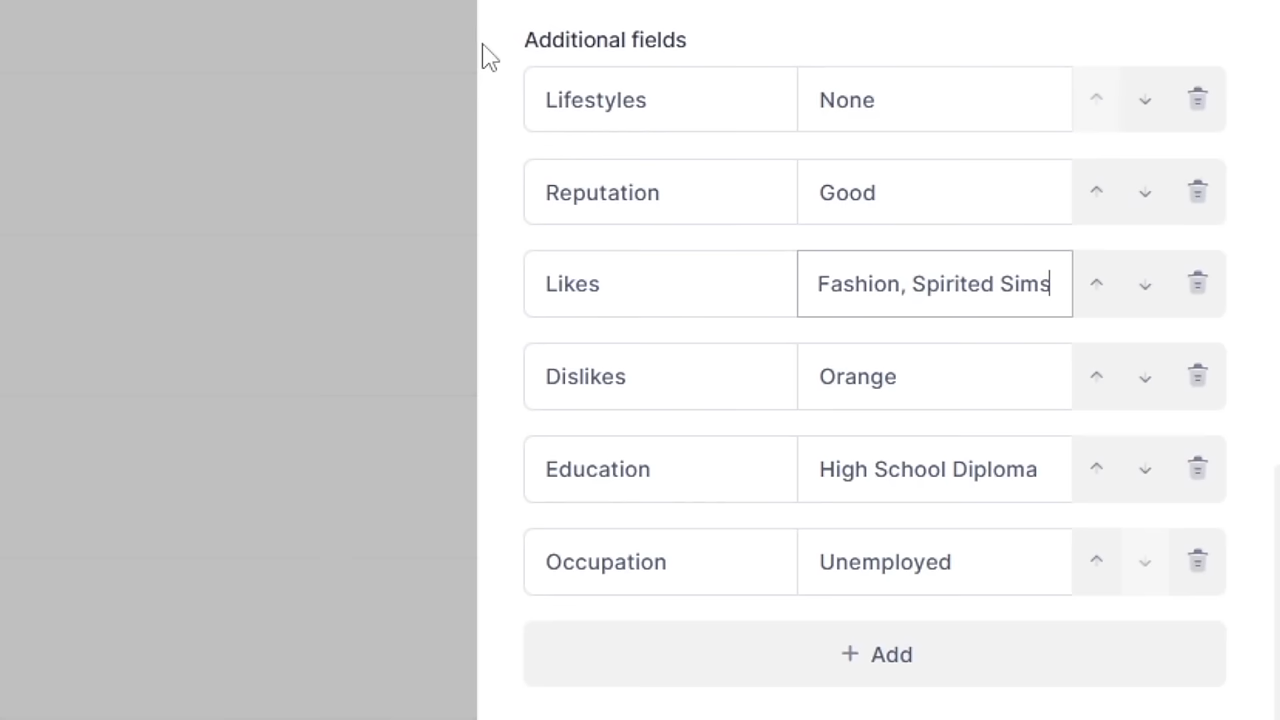 Additional fields
Lifestyles None
Reputation Good
Likes Fashion, Spirited Sims
Dislikes Orange
Education High School Diploma
Occupation Unemployed
+ Add